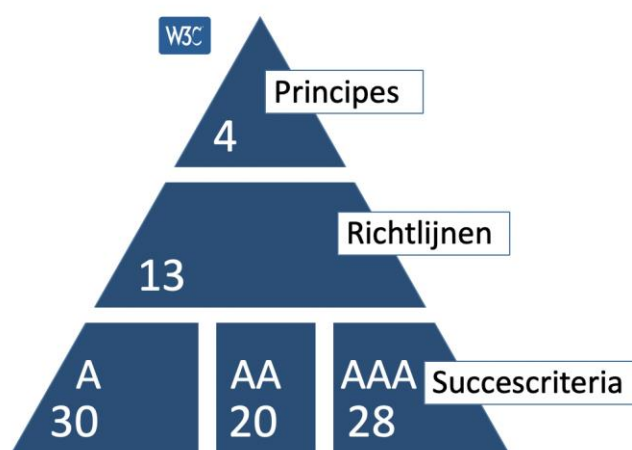 W3C
Principes
4
Richtlijnen
13
A AA AAA Succescriteria
30 20 28